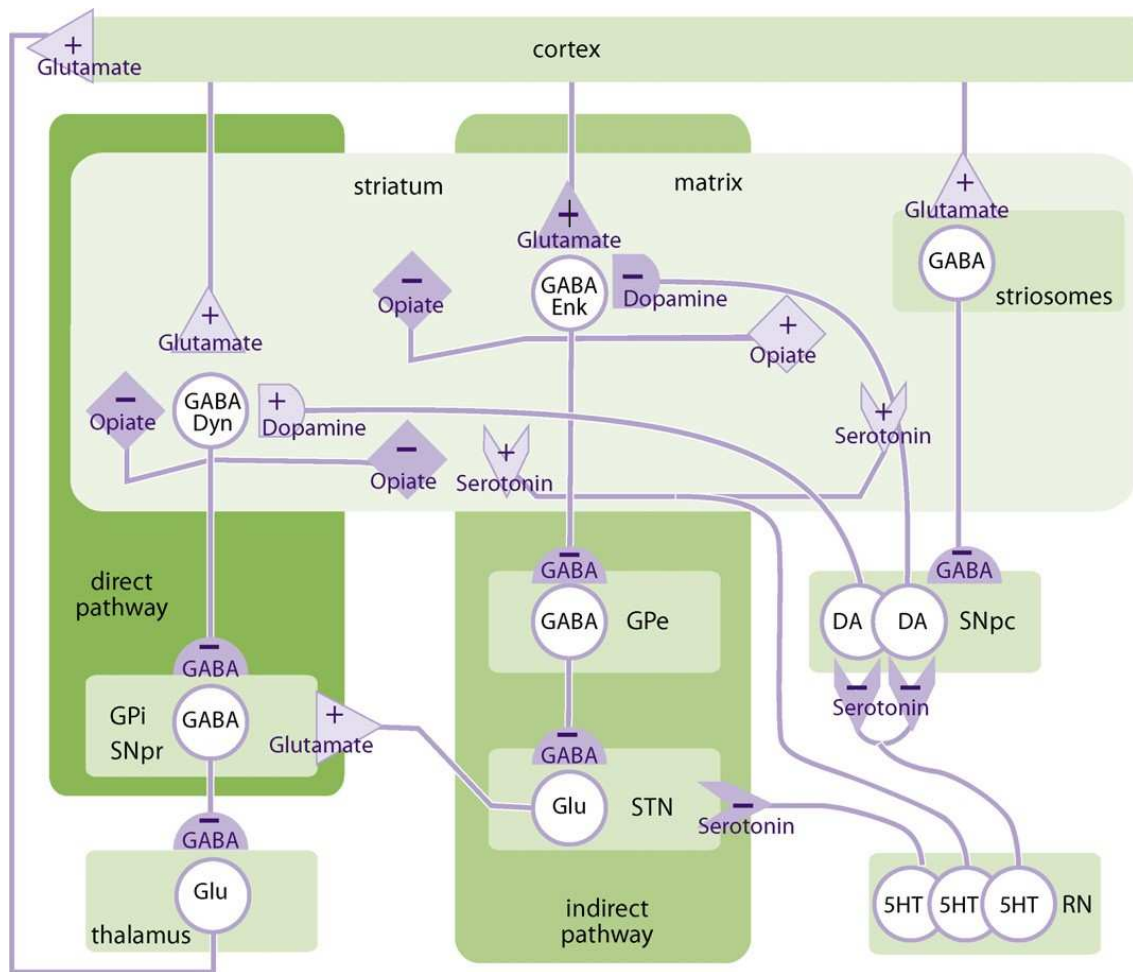 +
Glutamate
cortex
striatum
matrix
+
Glutamate
+
Glutamate
GABA
striosomes
−
Opiate
GABA
Enk
−
Dopamine
+
Opiate
+
Glutamate
−
Opiate
GABA
Dyn
+
Dopamine
−
Opiate
+
Serotonin
+
Serotonin
direct
pathway
−
GABA
GABA
GPe
−
GABA
DA
DA
SNpc
−
GABA
GPi
SNpr
GABA
+
Glutamate
−
−
Serotonin
−
GABA
Glu
STN
−
Serotonin
−
GABA
Glu
thalamus
indirect
pathway
5HT
5HT
5HT
RN